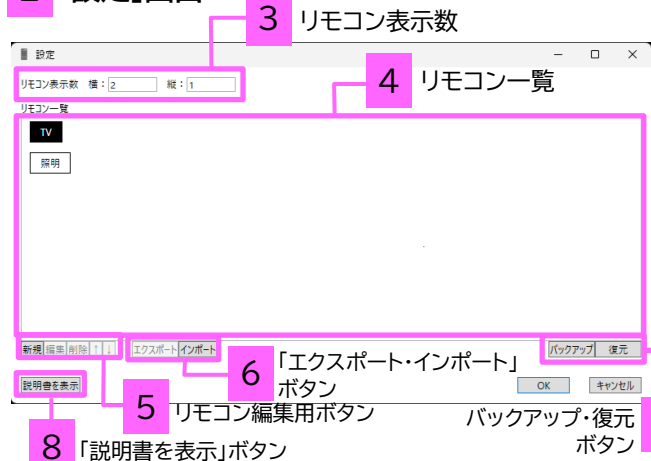 設定]画面
3 リモコン表示数
設定
リモコン表示数 横：2 縦：1
4 リモコン一覧
リモコン一覧
TV
照明
新規 編集 削除 ↑ ↓ エクスポート インポート バックアップ 復元
6 「エクスポート・インポート」
ボタン
説明書を表示 OK キャンセル
5 リモコン編集用ボタン
バックアップ・復元
ボタン
8 「説明書を表示」ボタン